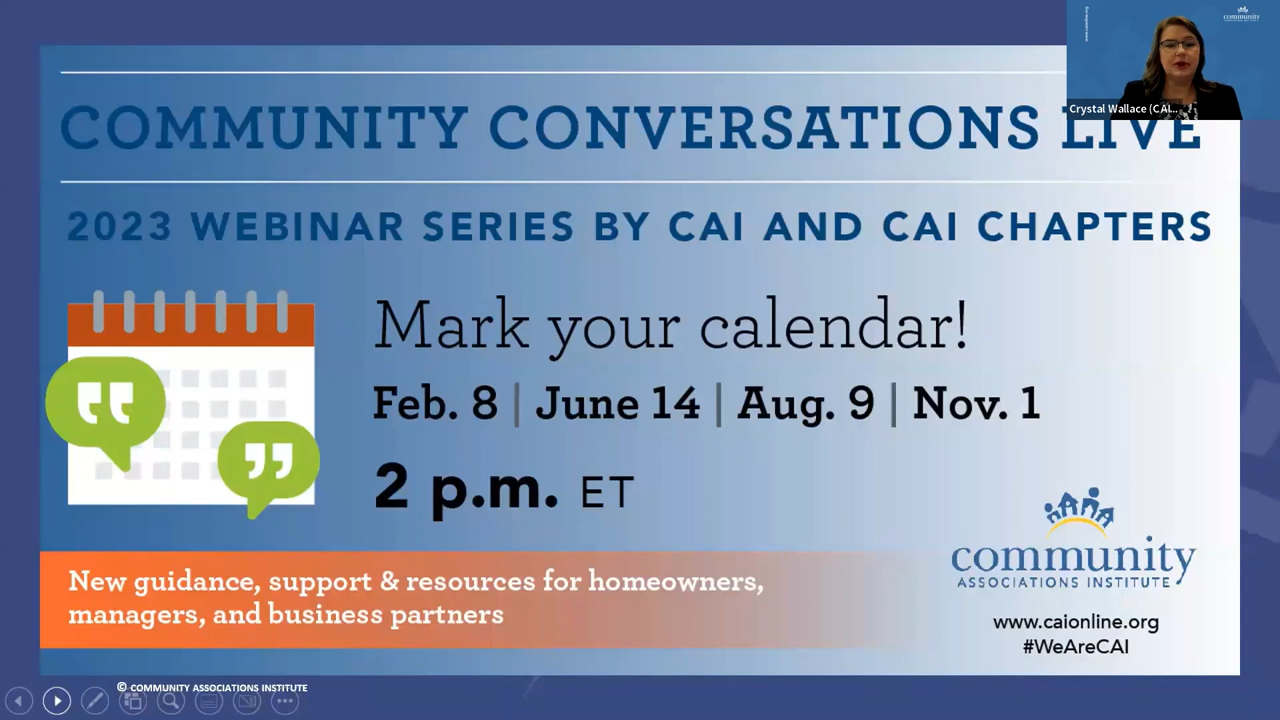 community
Crystal Wallace (CAI...
COMMUNITY CONVERSATIONS LIVE
2023 WEBINAR SERIES BY CAI AND CAI CHAPTERS
Mark your calendar!
Feb. 8 | June 14 | Aug. 9 | Nov. 1
2 p.m. ET
New guidance, support & resources for homeowners,
managers, and business partners
community
ASSOCIATIONS INSTITUTE
www.caionline.org
#WeAreCAI
© COMMUNITY ASSOCIATIONS INSTITUTE